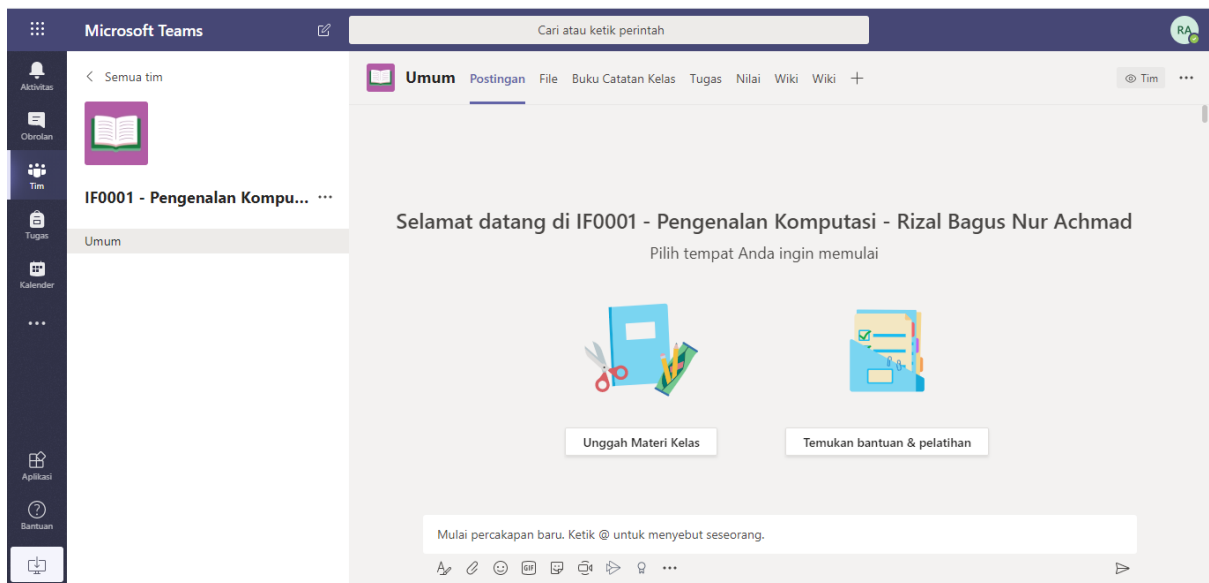 Microsoft Teams
Cari atau ketik perintah
RA
Aktivitas
Obrolan
Tim
Tugas
Kalender
Aplikasi
Bantuan
Semua tim
IF0001 - Pengenalan Kompu...
Umum
Umum Postingan File Buku Catatan Kelas Tugas Nilai Wiki Wiki
Tim
Selamat datang di IF0001 - Pengenalan Komputasi - Rizal Bagus Nur Achmad
Pilih tempat Anda ingin memulai
Unggah Materi Kelas
Temukan bantuan & pelatihan
Mulai percakapan baru. Ketik @ untuk menyebut seseorang.
GIF